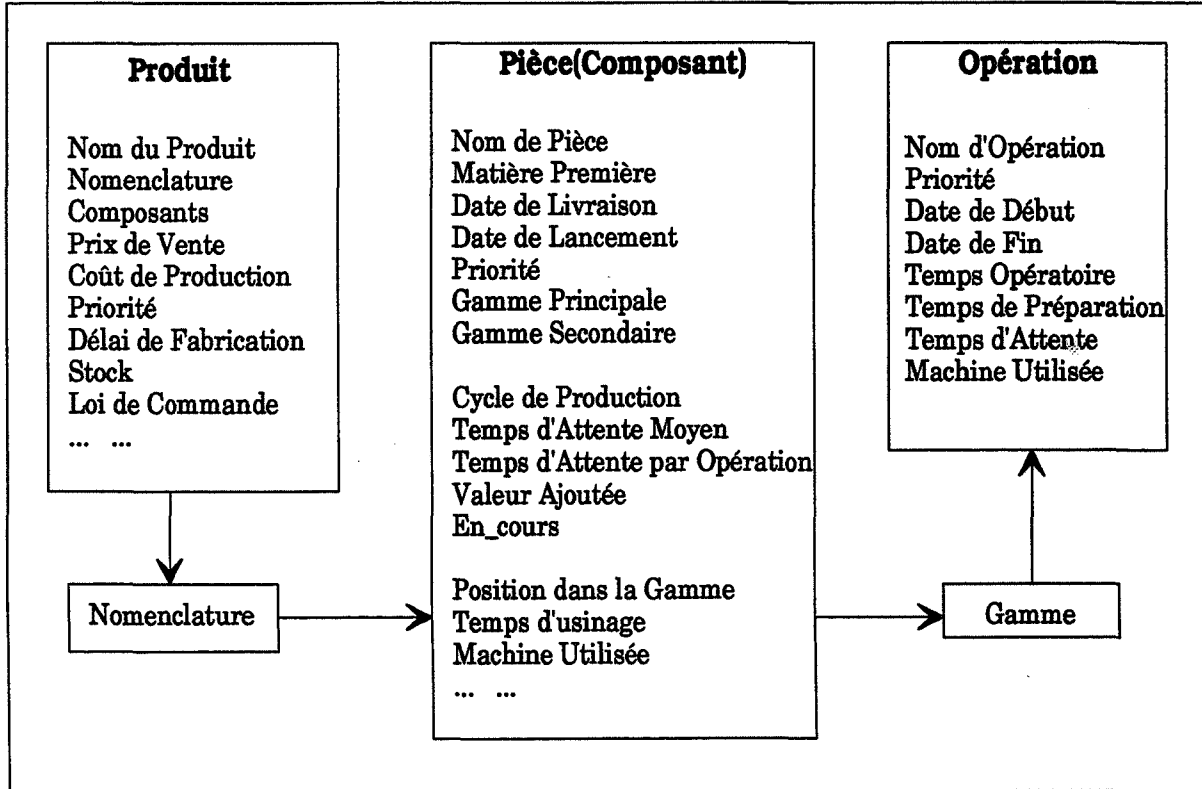 Produit
Nom du Produit
Nomenclature
Composants
Prix de Vente
Coût de Production
Priorité
Délai de Fabrication
Stock
Loi de Commande
... ...
Nomenclature
Pièce(Composant)
Nom de Pièce
Matière Première
Date de Livraison
Date de Lancement
Priorité
Gamme Principale
Gamme Secondaire
Cycle de Production
Temps d'Attente Moyen
Temps d'Attente par Opération
Valeur Ajoutée
En_cours
Position dans la Gamme
Temps d'usinage
Machine Utilisée
... ...
Opération
Nom d'Opération
Priorité
Date de Début
Date de Fin
Temps Opératoire
Temps de Préparation
Temps d'Attente
Machine Utilisée
Gamme